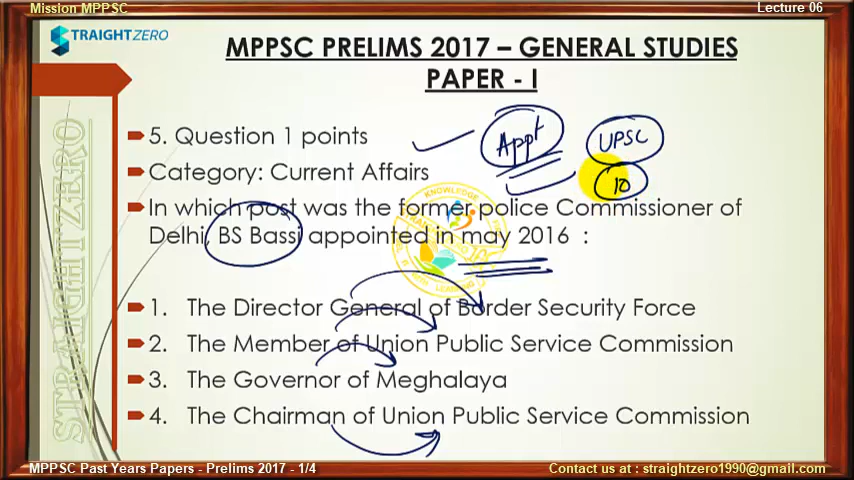 Mission MPPSC
Lecture 06
STRAIGHTZERO
MPPSC PRELIMS 2017 – GENERAL STUDIES
PAPER - I
5. Question 1 points
Appt
UPSC
10
Category: Current Affairs
KNOWLEDGE
In which post was the former police Commissioner of
Delhi, BS Bassi appointed in may 2016 :
1. The Director General of Border Security Force
2. The Member of Union Public Service Commission
3. The Governor of Meghalaya
4. The Chairman of Union Public Service Commission
STRAIGHTZERO
MPPSC Past Years Papers - Prelims 2017 - 1/4
Contact us at : straightzero1990@gmail.com